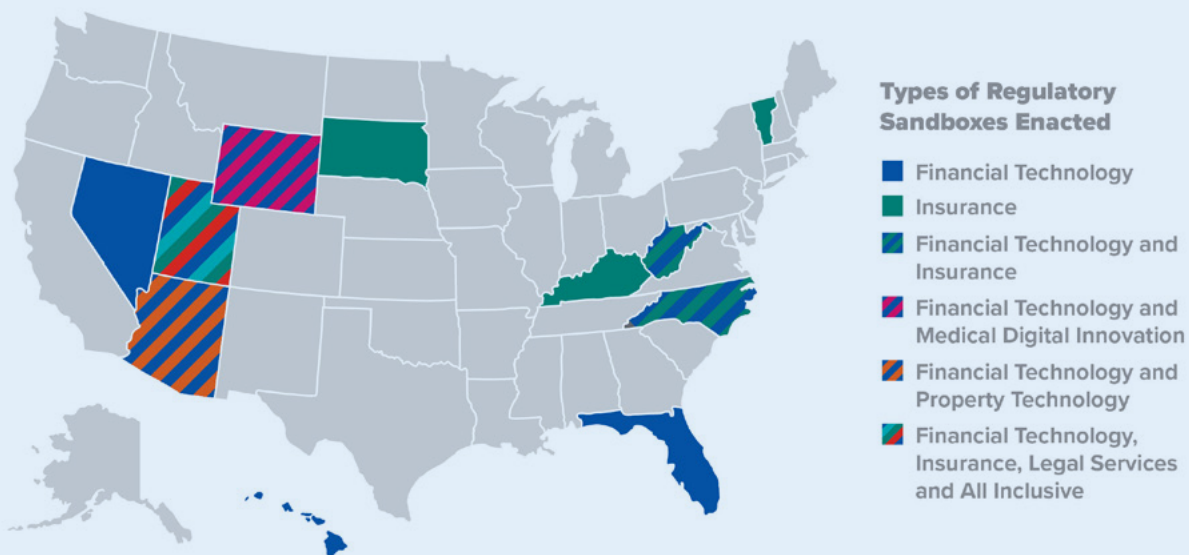 Types of Regulatory
Sandboxes Enacted
Financial Technology
Insurance
Financial Technology and
Insurance
Financial Technology and
Medical Digital Innovation
Financial Technology and
Property Technology
Financial Technology,
Insurance, Legal Services
and All Inclusive